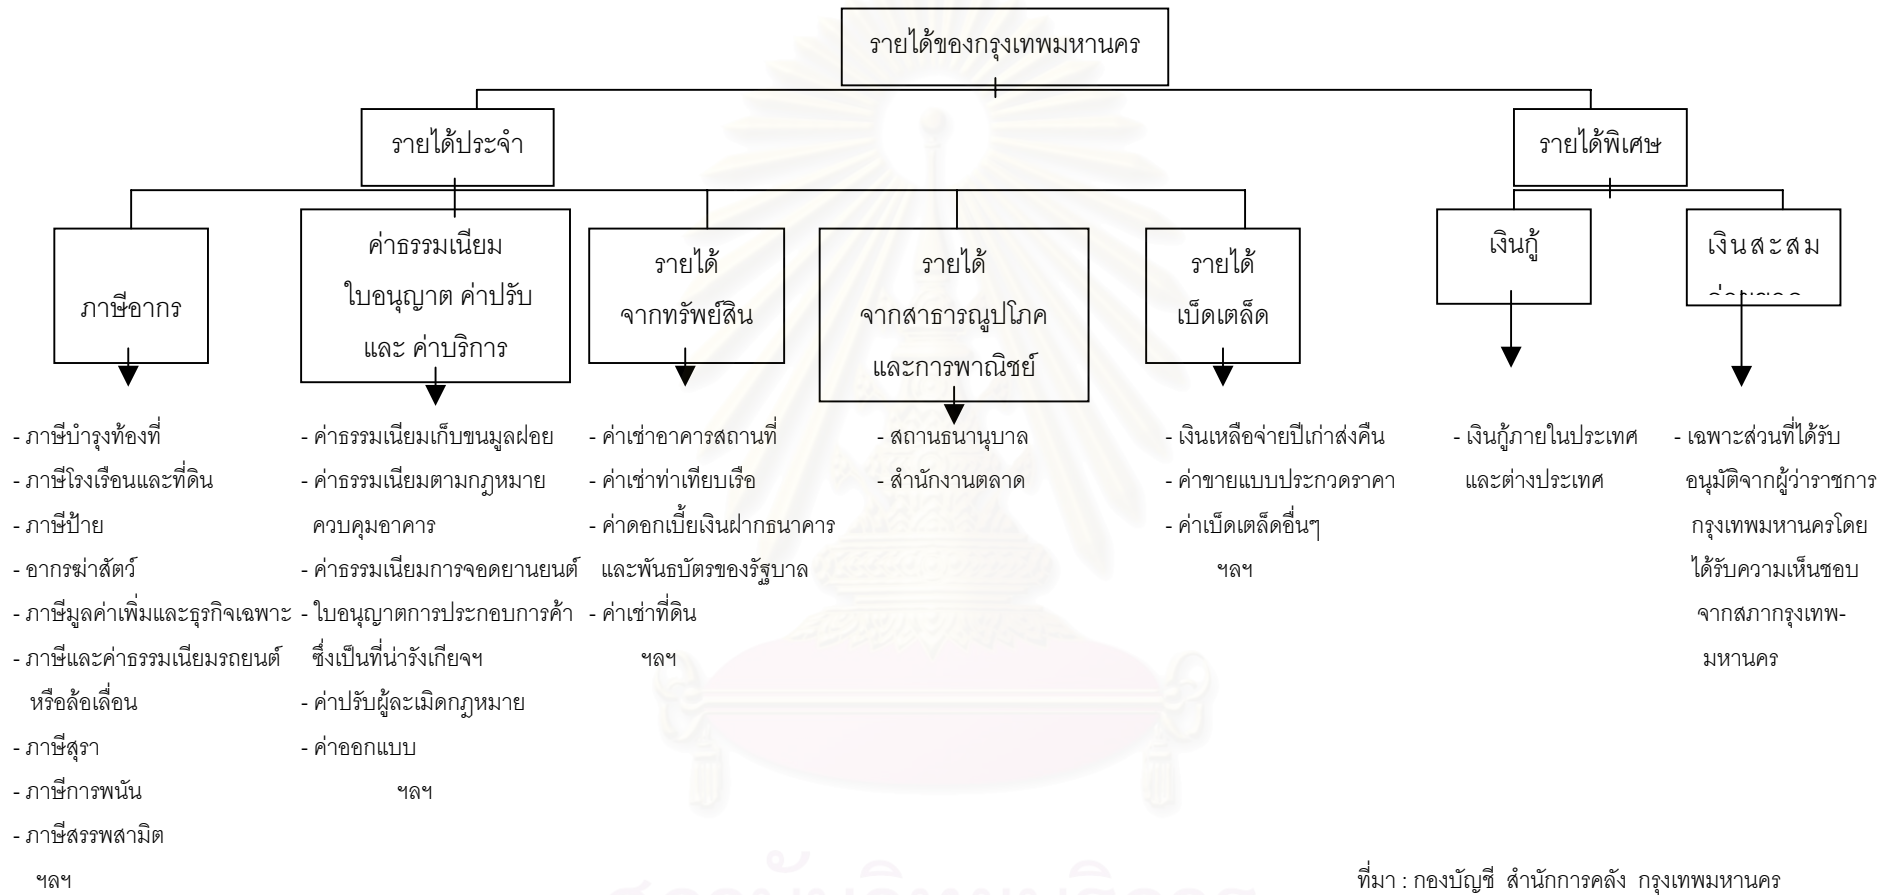 รายได้ของกรุงเทพมหานคร
รายได้ประจำ
รายได้พิเศษ
ภาษีอากร
ค่าธรรมเนียม
ใบอนุญาต ค่าปรับ
และ ค่าบริการ
รายได้
จากทรัพย์สิน
รายได้
จากสาธารณูปโภค
และการพาณิชย์
รายได้
เบ็ดเตล็ด
เงินกู้
เงินสะสม
- ภาษีบำรุงท้องที่
- ภาษีโรงเรือนและที่ดิน
- ภาษีป้าย
- อากรฆ่าสัตว์
- ภาษีมูลค่าเพิ่มและธุรกิจเฉพาะ
- ภาษีและค่าธรรมเนียมรถยนต์
หรือล้อเลื่อน
- ภาษีสุรา
- ภาษีการพนัน
- ภาษีสรรพสามิต
ฯลฯ
- ค่าธรรมเนียมเก็บขนมูลฝอย
- ค่าธรรมเนียมตามกฎหมาย
ควบคุมอาคาร
- ค่าธรรมเนียมการจอดยานยนต์
- ใบอนุญาตการประกอบการค้า
ซึ่งเป็นที่น่ารังเกียจฯ
- ค่าปรับผู้ละเมิดกฎหมาย
- ค่าออกแบบ
ฯลฯ
- ค่าเช่าอาคารสถานที่
- ค่าเช่าท่าเทียบเรือ
- ค่าดอกเบี้ยเงินฝากธนาคาร
และพันธบัตรของรัฐบาล
- ค่าเช่าที่ดิน
ฯลฯ
- สถานธนานุบาล
- สำนักงานตลาด
- เงินเหลือจ่ายปีเก่าส่งคืน
- ค่าขายแบบประกวดราคา
- ค่าเบ็ดเตล็ดอื่นๆ
ฯลฯ
- เงินกู้ภายในประเทศ
และต่างประเทศ
- เฉพาะส่วนที่ได้รับ
อนุมัติจากผู้ว่าราชการ
กรุงเทพมหานครโดย
ได้รับความเห็นชอบ
จากสภากรุงเทพ-
มหานคร
ที่มา : กองบัญชี สำนักการคลัง กรุงเทพมหานคร